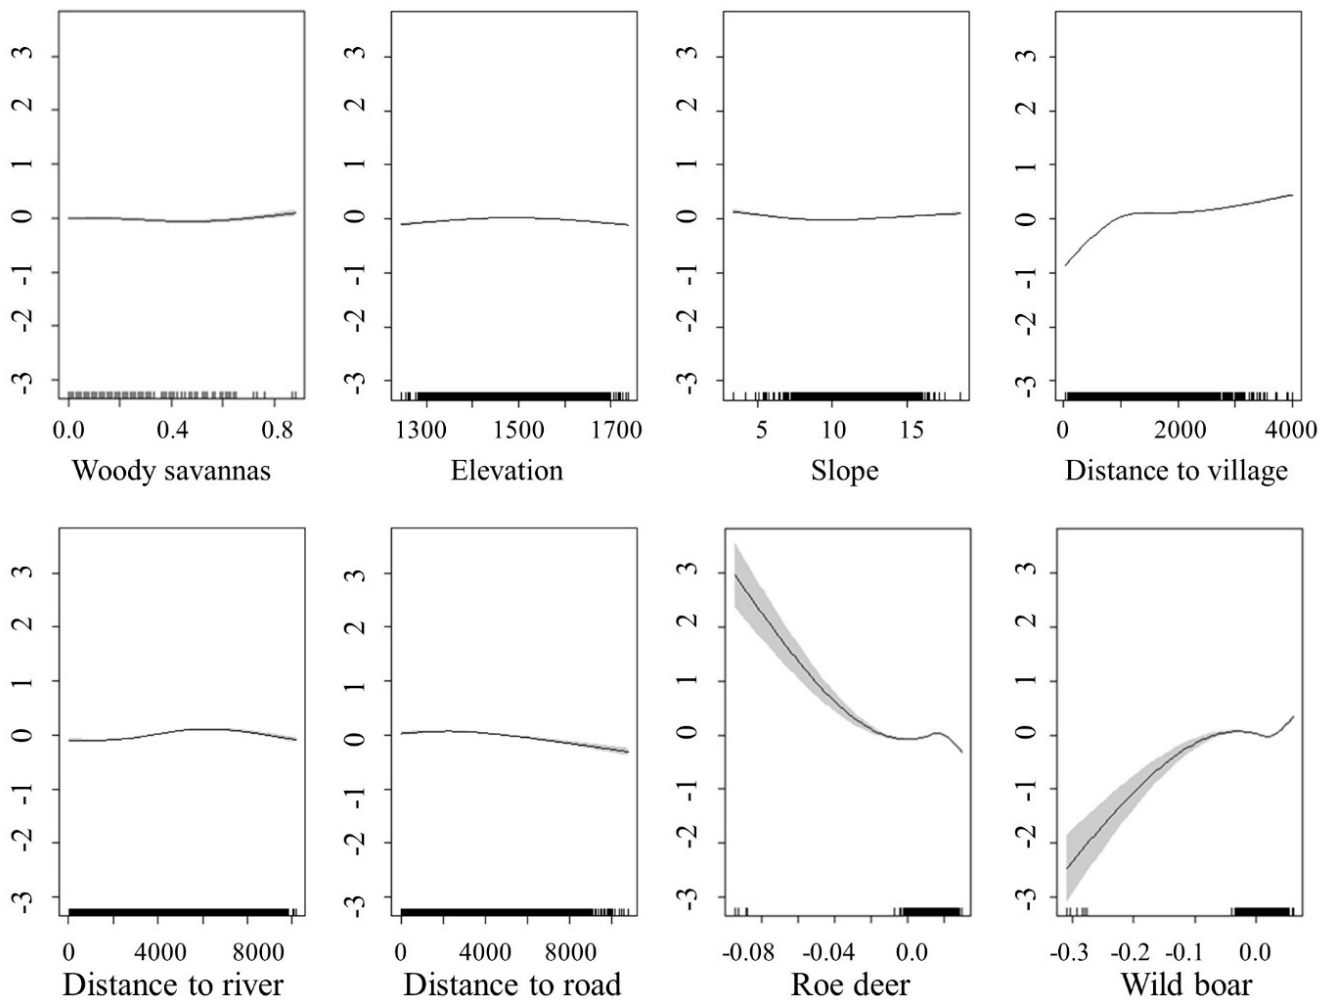 3 2 1 0 -1 -2 -3
3 2 1 0 -1 -2 -3
3 2 1 0 -1 -2 -3
3 2 1 0 -1 -2 -3
0.0 0.4 0.8
1300 1500 1700
5 10 15
0 2000 4000
Woody savannas
Elevation
Slope
Distance to village
3 2 1 0 -1 -2 -3
3 2 1 0 -1 -2 -3
3 2 1 0 -1 -2 -3
3 2 1 0 -1 -2 -3
0 4000 8000
0 4000 8000
-0.08 -0.04 0.0
-0.3 -0.2 -0.1 0.0
Distance to river
Distance to road
Roe deer
Wild boar